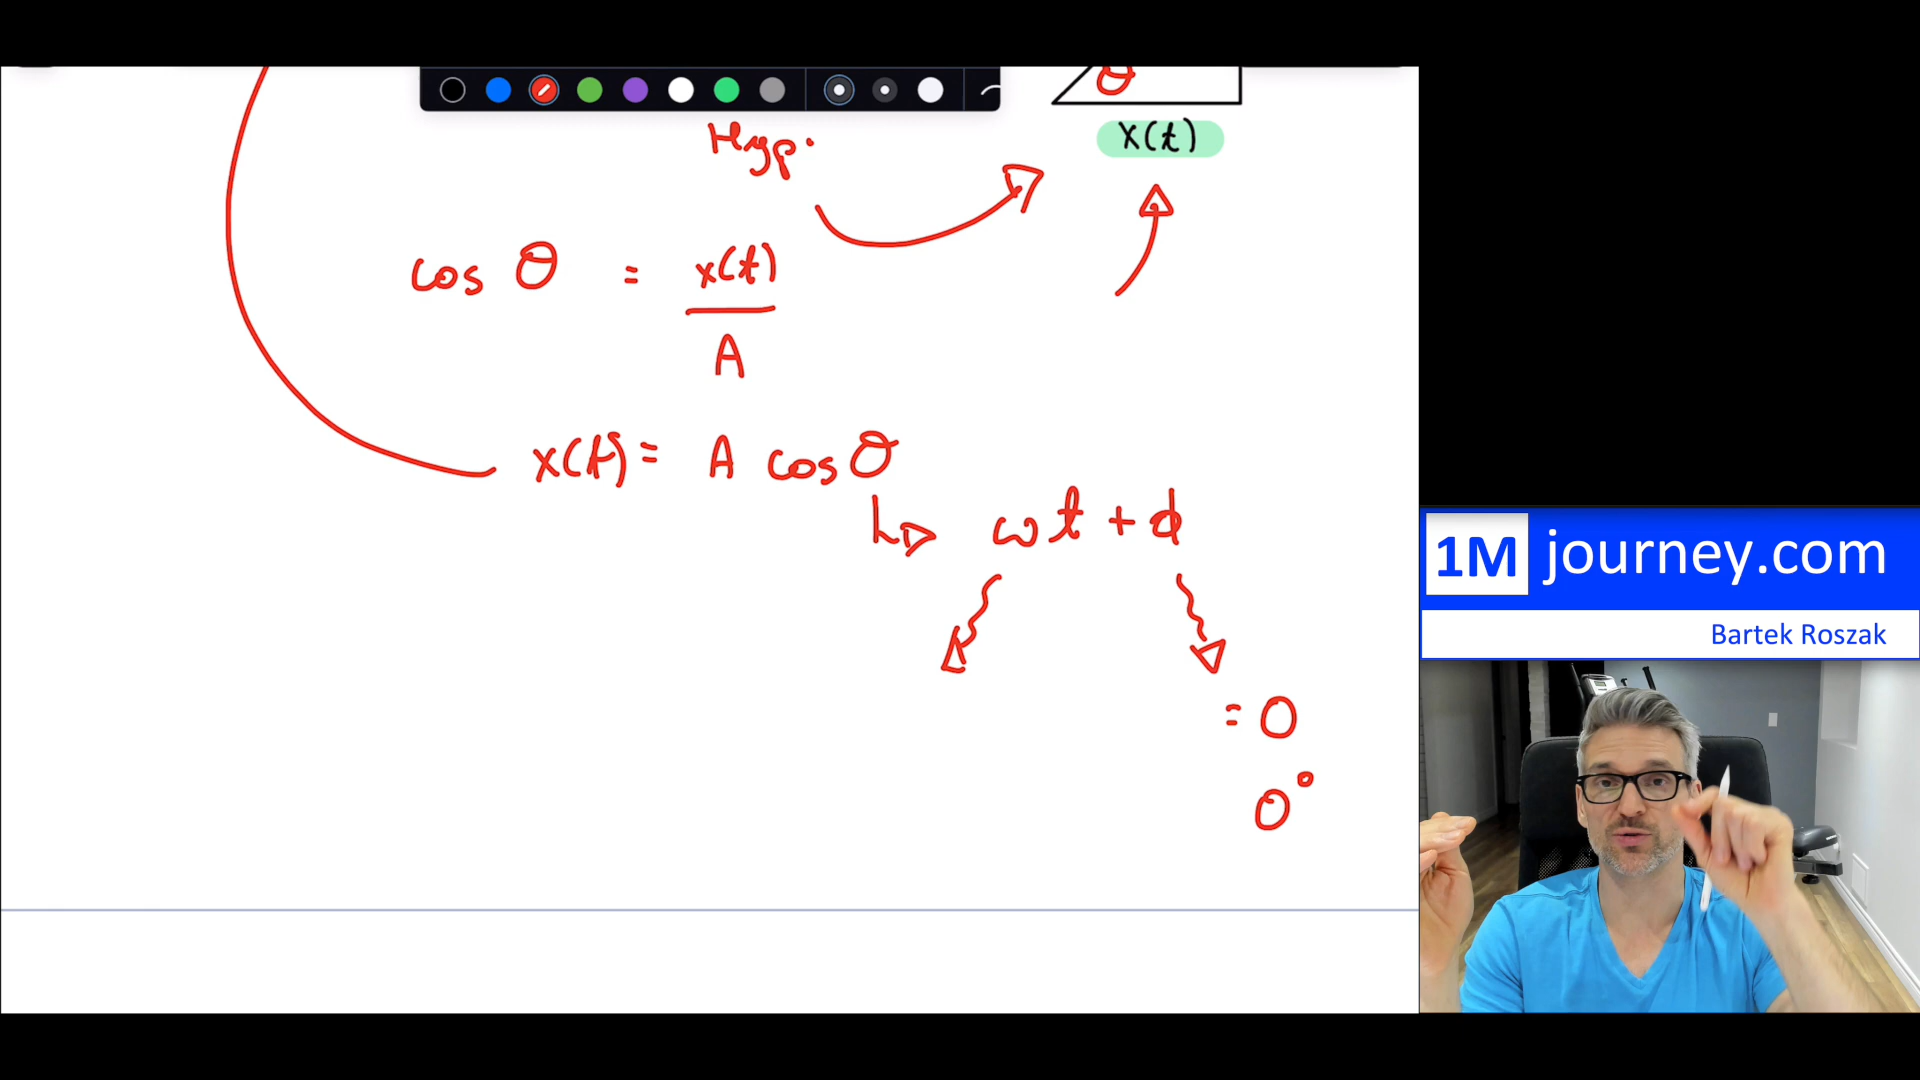 θ
x(t)
Hyp.
cos θ = x(t)
A
x(t) = A cos θ
ωt + ϕ
= 0
0°
1M journey.com
Bartek Roszak